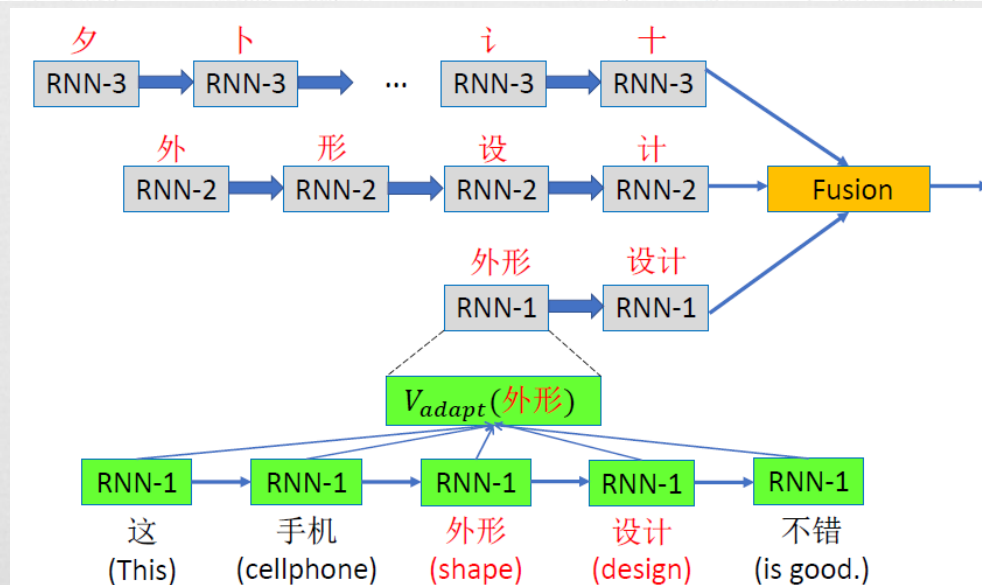 夕 卜 讠 十
RNN-3 RNN-3 ... RNN-3 RNN-3
外 形 设 计
RNN-2 RNN-2 RNN-2 RNN-2 Fusion
外形 设计
RNN-1 RNN-1
V_adapt(外形)
RNN-1 RNN-1 RNN-1 RNN-1 RNN-1
这 手机 外形 设计 不错
(This) (cellphone) (shape) (design) (is good.)